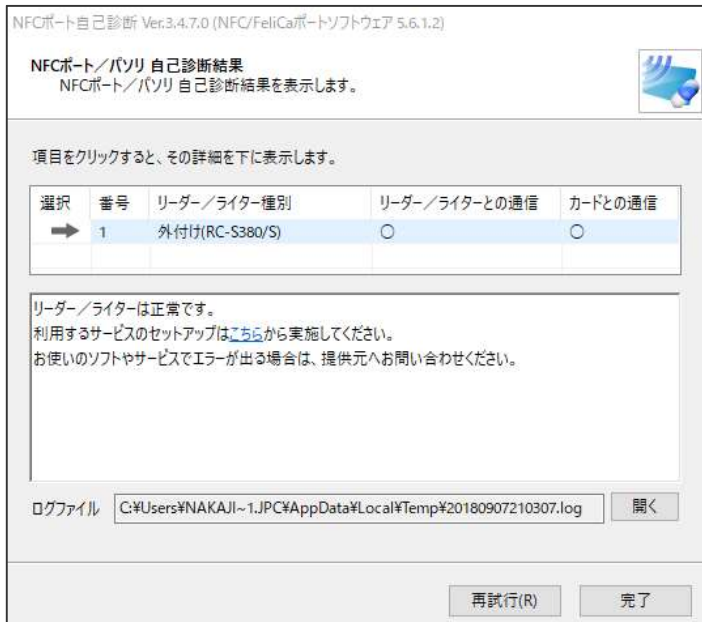 NFCポート自己診断 Ver.3.4.7.0 (NFC/FeliCaポートソフトウェア 5.6.1.2)
NFCポート／パソリ 自己診断結果
NFCポート／パソリ 自己診断結果を表示します。
項目をクリックすると、その詳細を下に表示します。
選択 番号 リーダー／ライター種別 リーダー／ライターとの通信 カードとの通信
1 外付け(RC-S380/S) ○ ○
リーダー／ライターは正常です。
利用するサービスのセットアップはこちらから実施してください。
お使いのソフトやサービスでエラーが出る場合は、提供元へお問い合わせください。
ログファイル C:¥Users¥NAKAJI~1.JPC¥AppData¥Local¥Temp¥20180907210307.log 開く
再試行(R) 完了